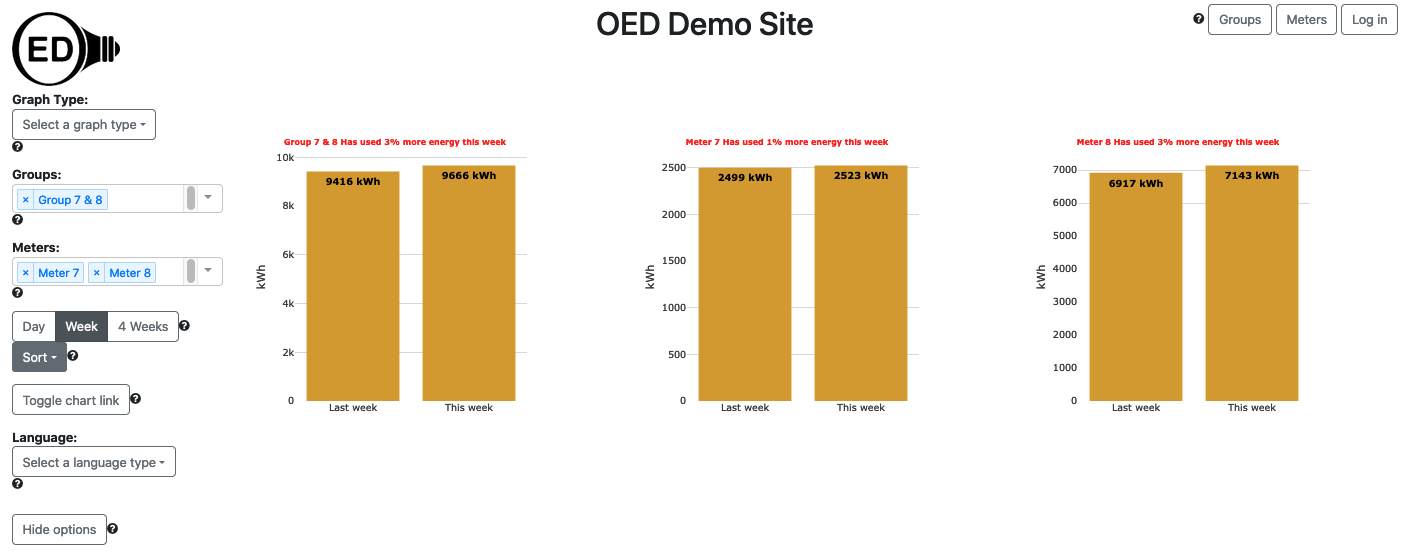 OED Demo Site
Groups
Meters
Log in
ED
Graph Type:
Select a graph type
Groups:
× Group 7 & 8
Meters:
× Meter 7 × Meter 8
Day Week 4 Weeks
Sort
Toggle chart link
Language:
Select a language type
Hide options
Group 7 & 8 Has used 3% more energy this week
10k
8k
6k
4k
2k
0
kWh
9416 kWh
9666 kWh
Last week
This week
Meter 7 Has used 1% more energy this week
2500
2000
1500
1000
500
0
kWh
2499 kWh
2523 kWh
Last week
This week
Meter 8 Has used 3% more energy this week
7000
6000
5000
4000
3000
2000
1000
0
kWh
6917 kWh
7143 kWh
Last week
This week